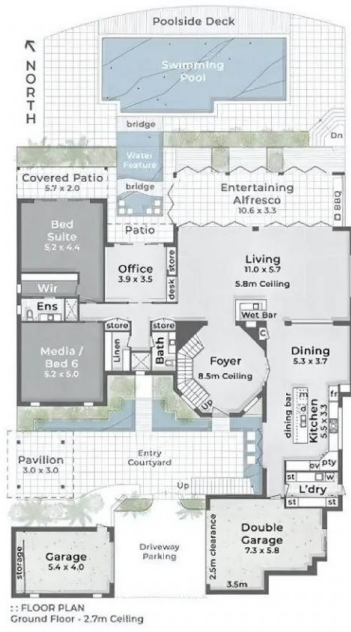 Poolside Deck
NORTH
Swimming
Pool
bridge
Water
Feature
Dn
Covered Patio
5.7 x 2.0
bridge
Entertaining
Alfresco
10.6 x 3.3
BBQ
Patio
Bed
Suite
5.2 x 4.4
Office
3.9 x 3.5
store
desk
Living
11.0 x 5.7
5.8m Ceiling
Wir
Ens
Wet Bar
store
store
C
Linen
Bath
Media /
Bed 6
5.2 x 5.0
Foyer
8.5m Ceiling
Up
Dining
5.3 x 3.7
fr
dining bar
m
o
Kitchen
5.5 x 3.3
Pavilion
3.0 x 3.0
Entry
Courtyard
Up
ov
pty
st
w
L'dry
st
st
Garage
5.4 x 4.0
storage
Driveway
Parking
2.5m clearance
Double
Garage
7.3 x 5.8
3.5m
:: FLOOR PLAN
Ground Floor - 2.7m Ceiling